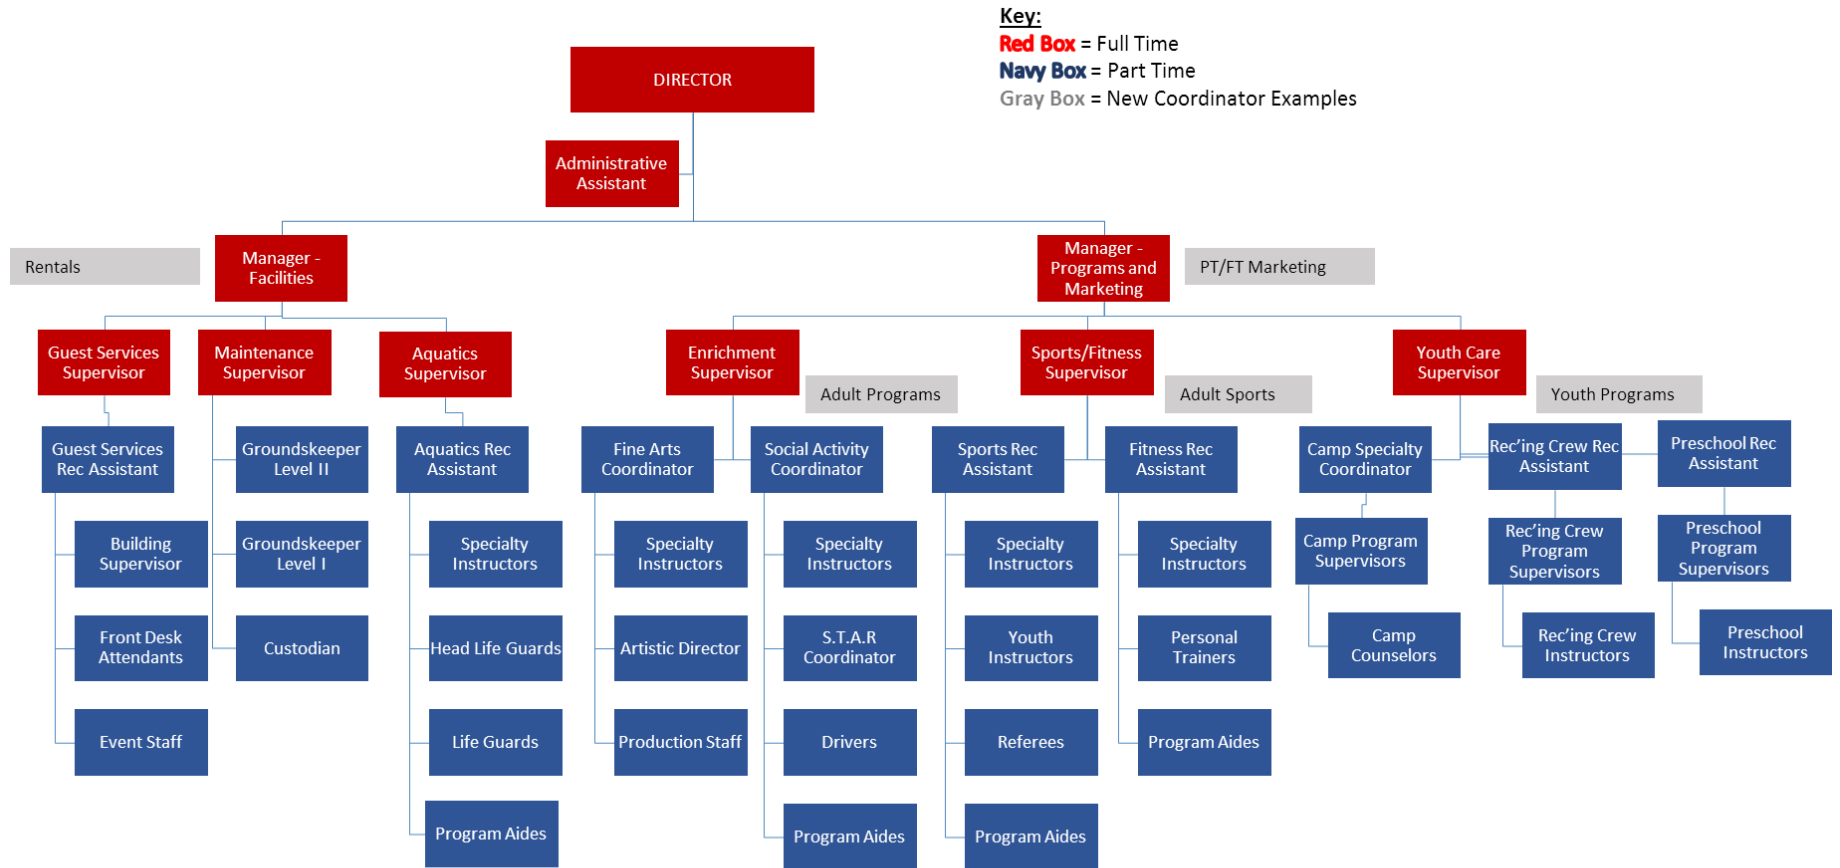 Key:
Red Box = Full Time
Navy Box = Part Time
Gray Box = New Coordinator Examples
DIRECTOR
Administrative
Assistant
Rentals
Manager -
Facilities
Manager -
Programs and
Marketing
PT/FT Marketing
Guest Services
Supervisor
Maintenance
Supervisor
Aquatics
Supervisor
Enrichment
Supervisor
Adult Programs
Sports/Fitness
Supervisor
Adult Sports
Youth Care
Supervisor
Youth Programs
Guest Services
Rec Assistant
Groundskeeper
Level II
Aquatics Rec
Assistant
Fine Arts
Coordinator
Social Activity
Coordinator
Sports Rec
Assistant
Fitness Rec
Assistant
Camp Specialty
Coordinator
Rec'ing Crew Rec
Assistant
Preschool Rec
Assistant
Building
Supervisor
Groundskeeper
Level I
Specialty
Instructors
Specialty
Instructors
Specialty
Instructors
Specialty
Instructors
Specialty
Instructors
Camp Program
Supervisors
Rec'ing Crew
Program
Supervisors
Preschool
Program
Supervisors
Front Desk
Attendants
Custodian
Head Life Guards
Artistic Director
S.T.A.R
Coordinator
Youth
Instructors
Personal
Trainers
Camp
Counselors
Rec'ing Crew
Instructors
Preschool
Instructors
Event Staff
Life Guards
Production Staff
Drivers
Referees
Program Aides
Program Aides
Program Aides
Program Aides